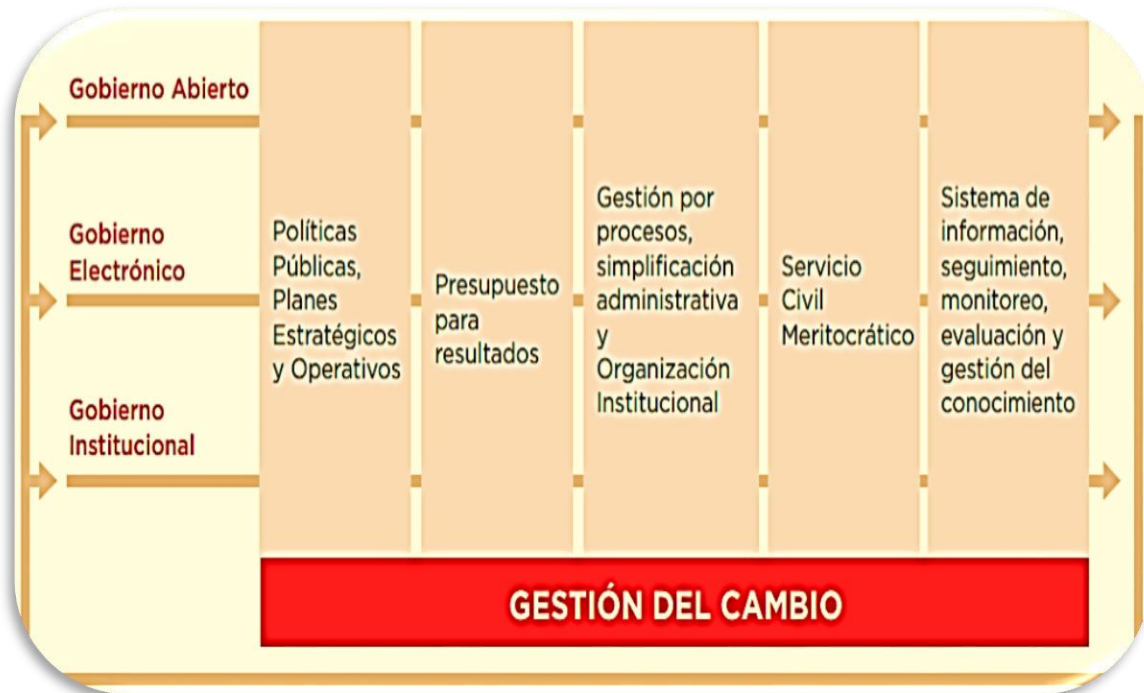 Gobierno Abierto
Gobierno
Electrónico
Gobierno
Institucional
Políticas
Públicas,
Planes
Estratégicos
y Operativos
Presupuesto
para
resultados
Gestión por
procesos,
simplificación
administrativa
y
Organización
Institucional
Servicio
Civil
Meritocrático
Sistema de
información,
seguimiento,
monitoreo,
evaluación y
gestión del
conocimiento
GESTIÓN DEL CAMBIO